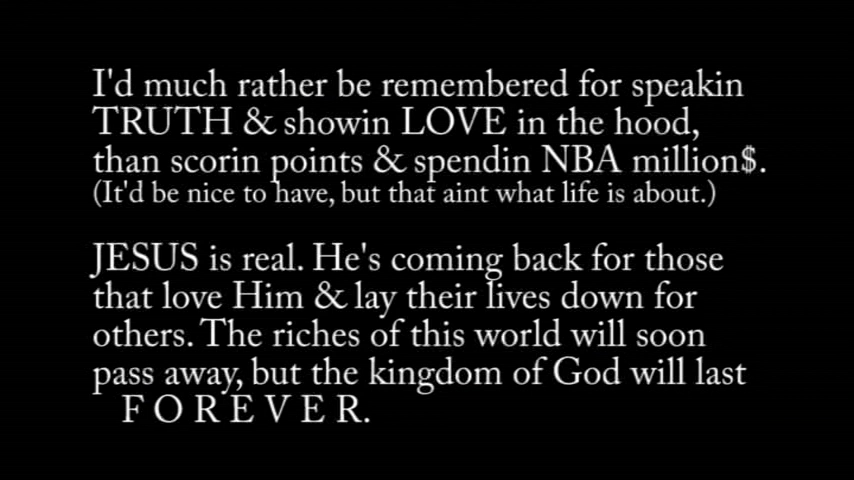 I'd much rather be remembered for speakin
TRUTH & showin LOVE in the hood,
than scorin points & spendin NBA million$.
(It'd be nice to have, but that aint what life is about.)
JESUS is real. He's coming back for those
that love Him & lay their lives down for
others. The riches of this world will soon
pass away, but the kingdom of God will last
F O R E V E R.